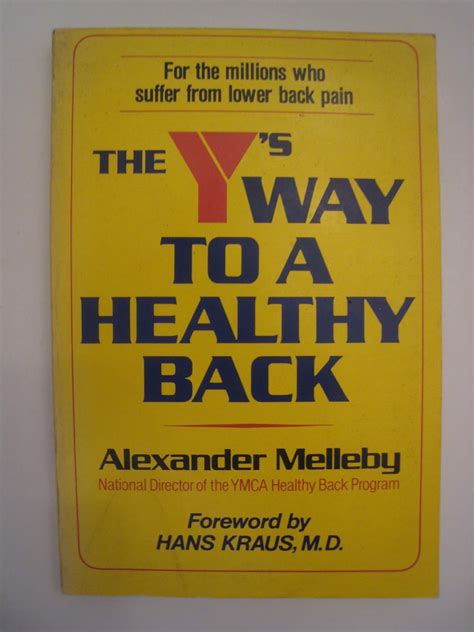 For the millions who
suffer from lower back pain
THE Y's WAY
TO A
HEALTHY
BACK
Alexander Melleby
National Director of the YMCA Healthy Back Program
Foreword by
HANS KRAUS, M.D.